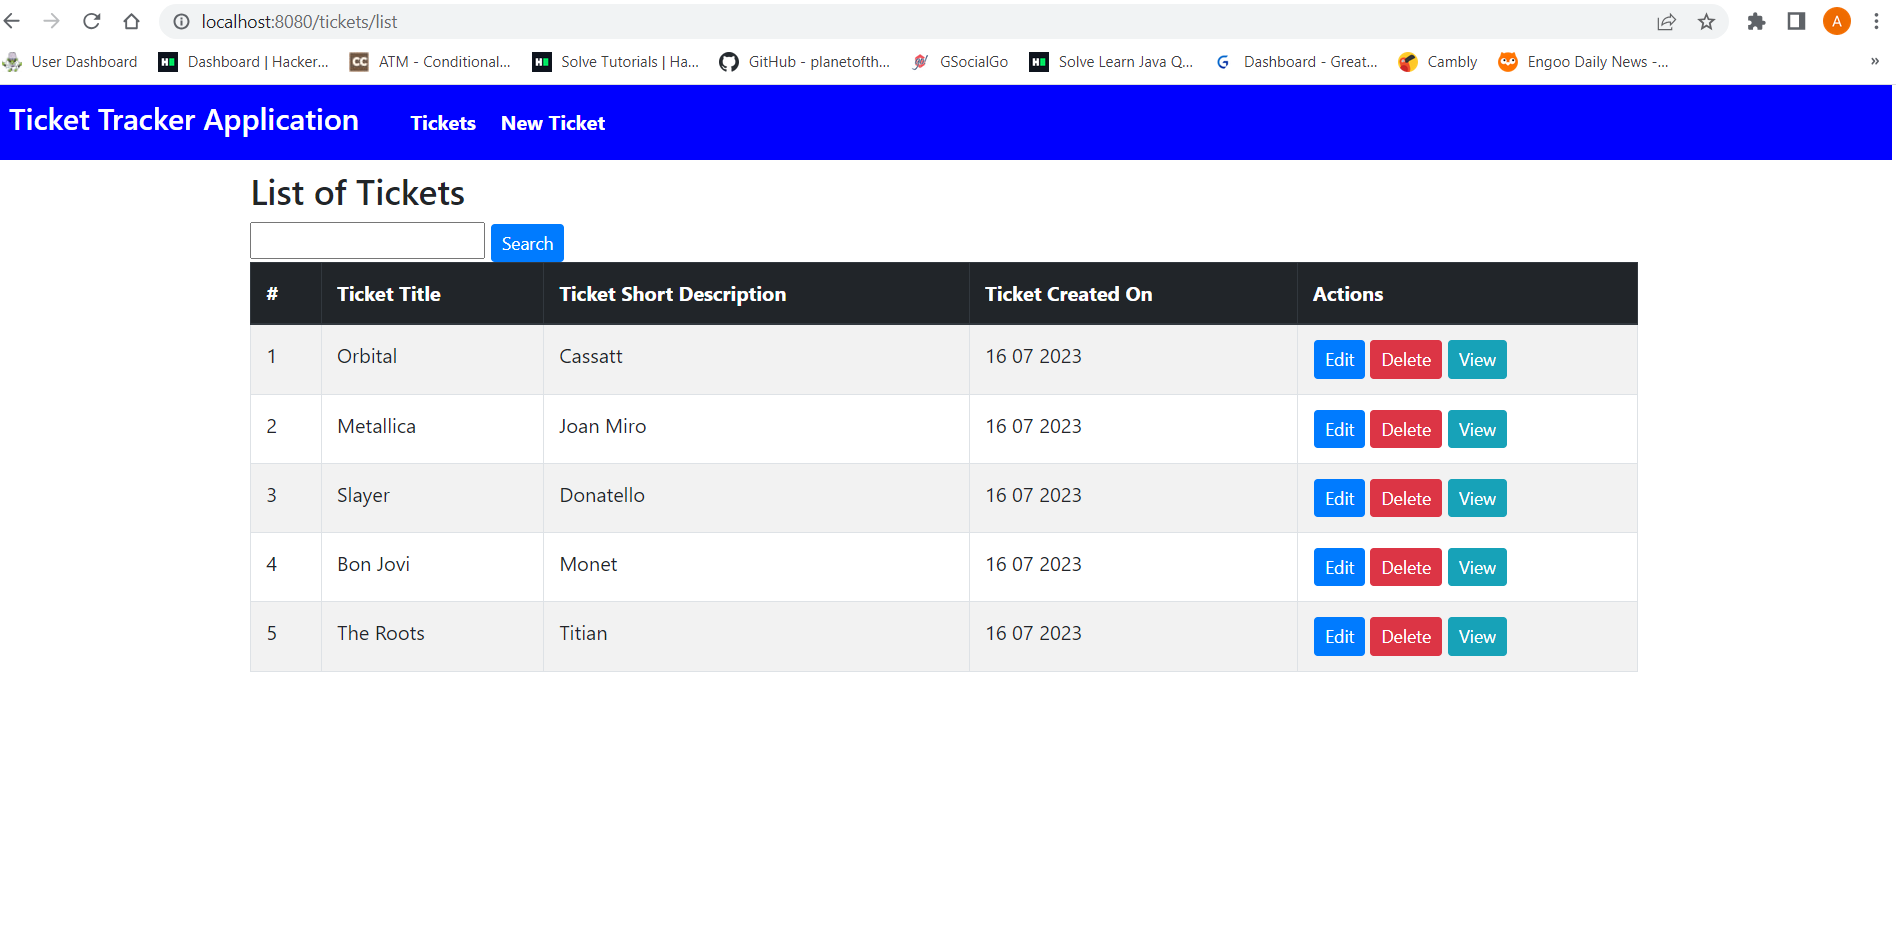 localhost:8080/tickets/list
A
User Dashboard Dashboard | Hacker... CC ATM - Conditional... Solve Tutorials | Ha... GitHub - planetofth... GSocialGo Solve Learn Java Q... G Dashboard - Great... Cambly Engoo Daily News -... »
Ticket Tracker Application Tickets New Ticket
List of Tickets
Search
# Ticket Title Ticket Short Description Ticket Created On Actions
1 Orbital Cassatt 16 07 2023 Edit Delete View
2 Metallica Joan Miro 16 07 2023 Edit Delete View
3 Slayer Donatello 16 07 2023 Edit Delete View
4 Bon Jovi Monet 16 07 2023 Edit Delete View
5 The Roots Titian 16 07 2023 Edit Delete View